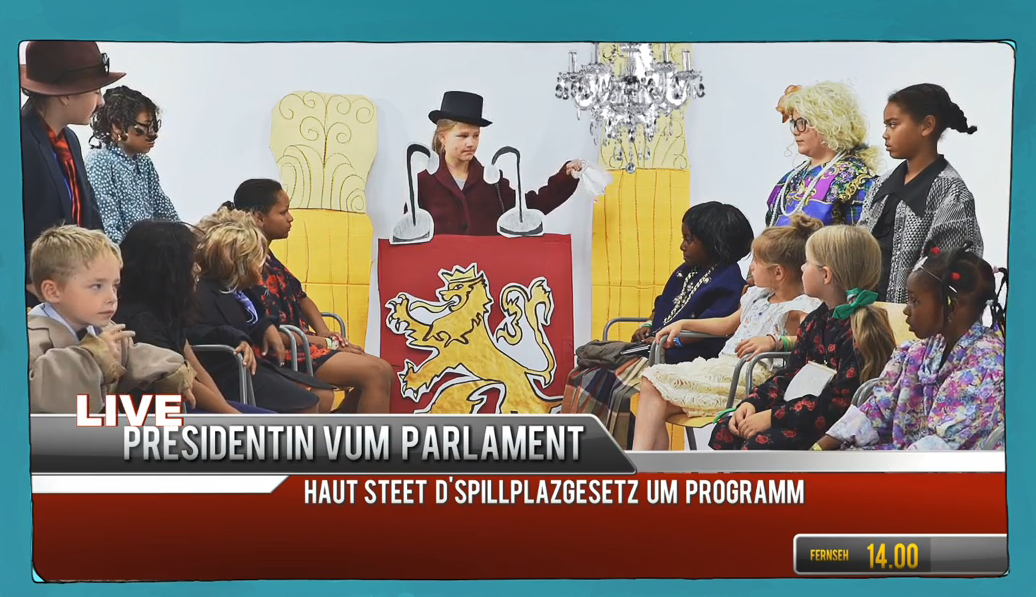 LIVE
PRESIDENTIN VUM PARLAMENT
HAUT STEET D'SPILLPLAZGESETZ UM PROGRAMM
FERNSEH 14.00